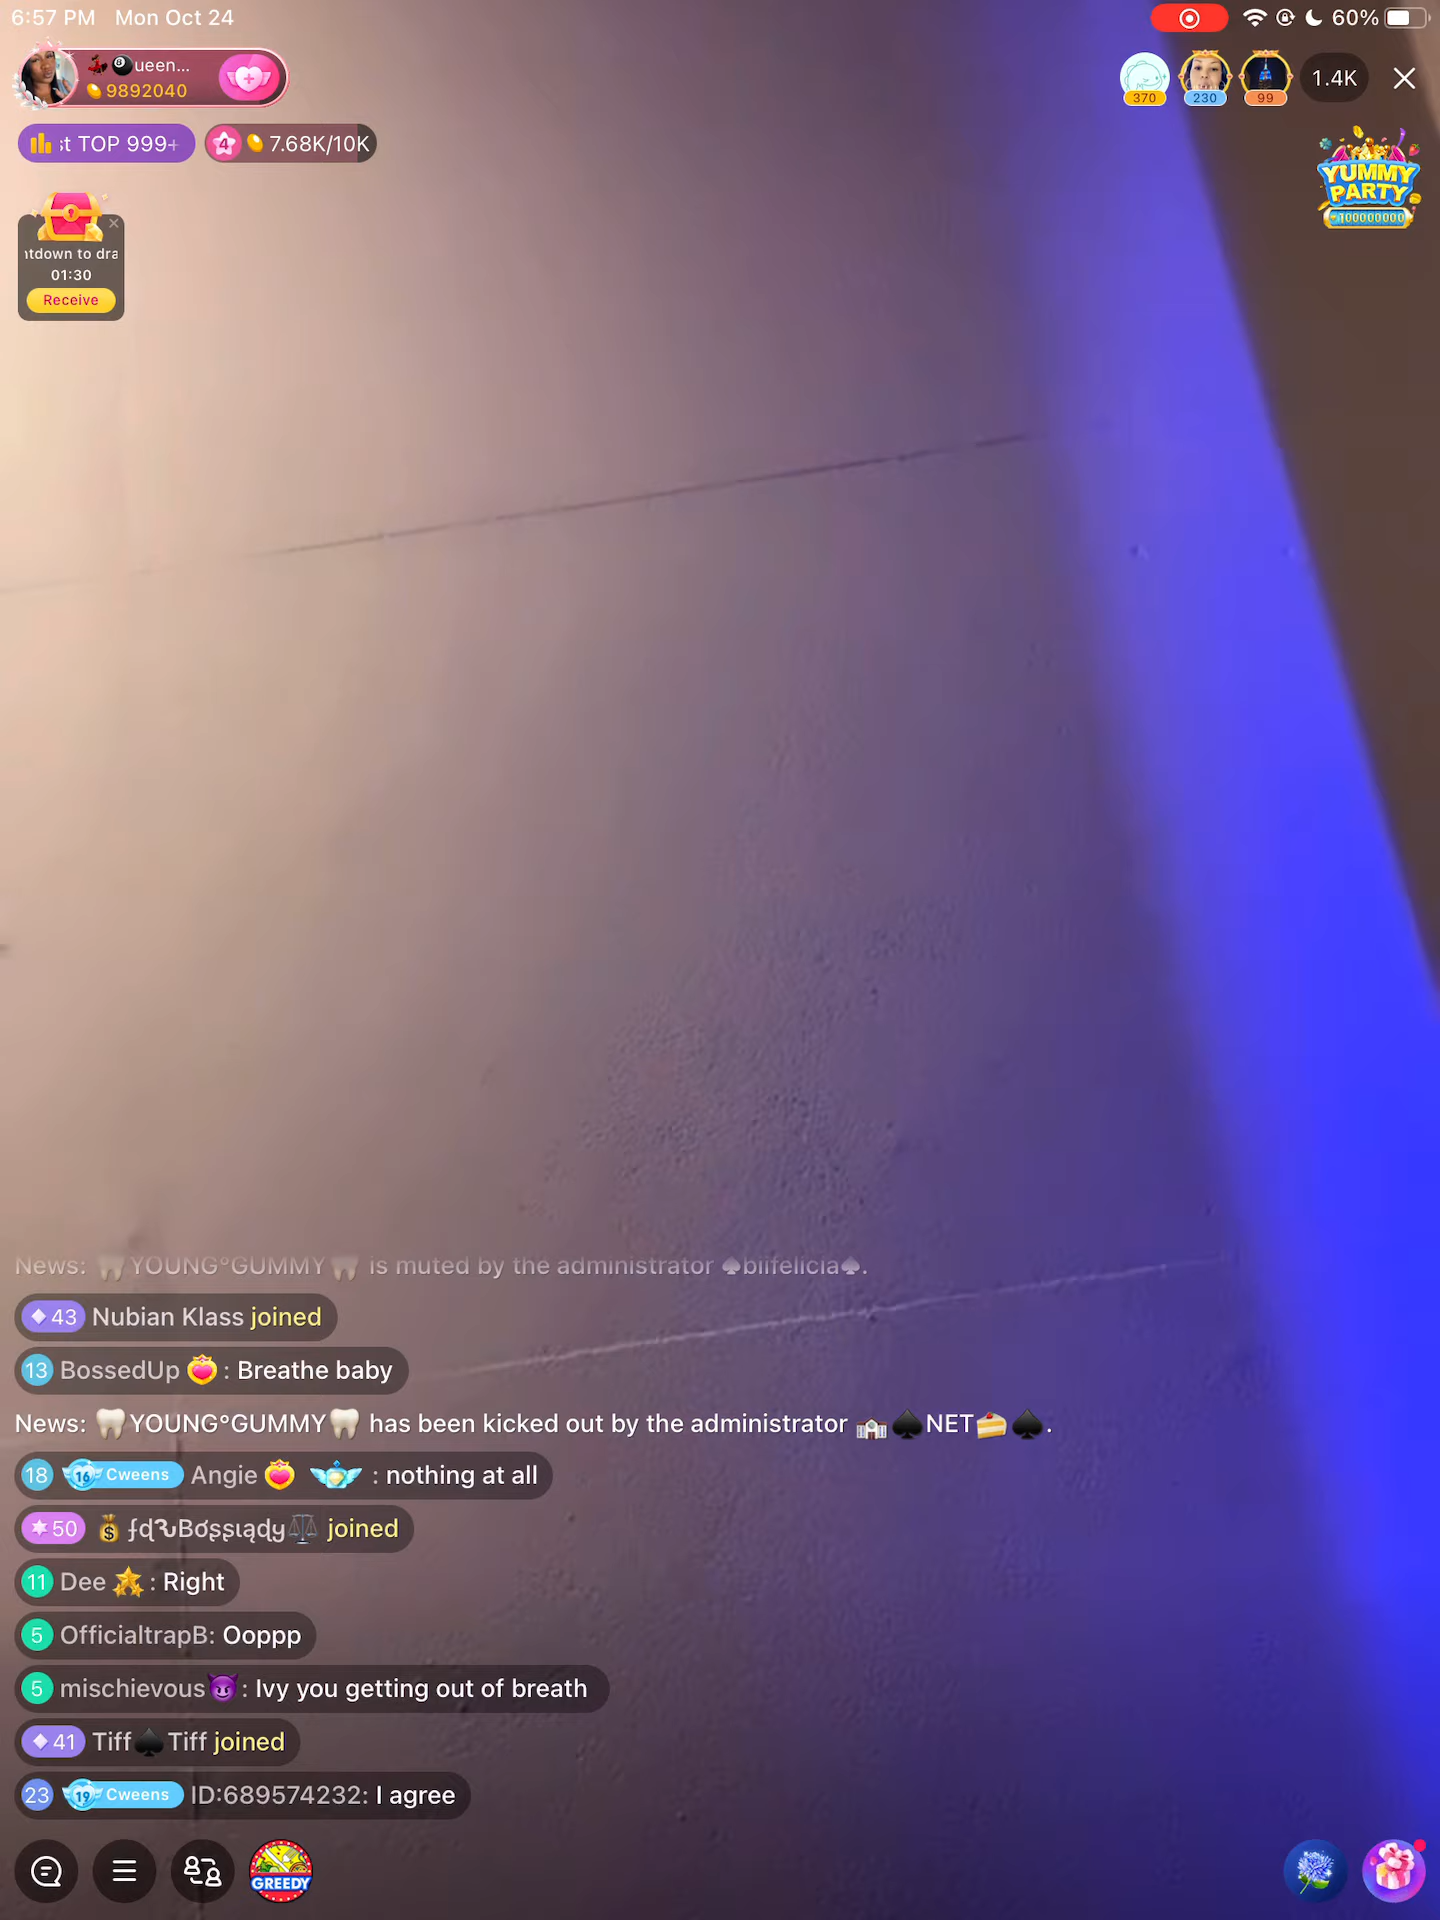 6:57 PM Mon Oct 24
60%
🎱ueen...
9892040
370
230
99
1.4K
st TOP 999+
4 7.68K/10K
YUMMY
PARTY
100000000
ntdown to dra
01:30
Receive
News: 🦷YOUNG°GUMMY🦷 is muted by the administrator ♠biifelicia♠.
43 Nubian Klass joined
13 BossedUp : Breathe baby
News: 🦷YOUNG°GUMMY🦷 has been kicked out by the administrator 🏫♠NET🍰♠.
18 16 Cweens Angie : nothing at all
50 💰 ʄɖԅBơʂʂıąɖყ⚖ joined
11 Dee : Right
5 OfficialtrapB: Ooppp
5 mischievous😈: Ivy you getting out of breath
41 Tiff♠Tiff joined
23 19 Cweens ID:689574232: I agree
GREEDY